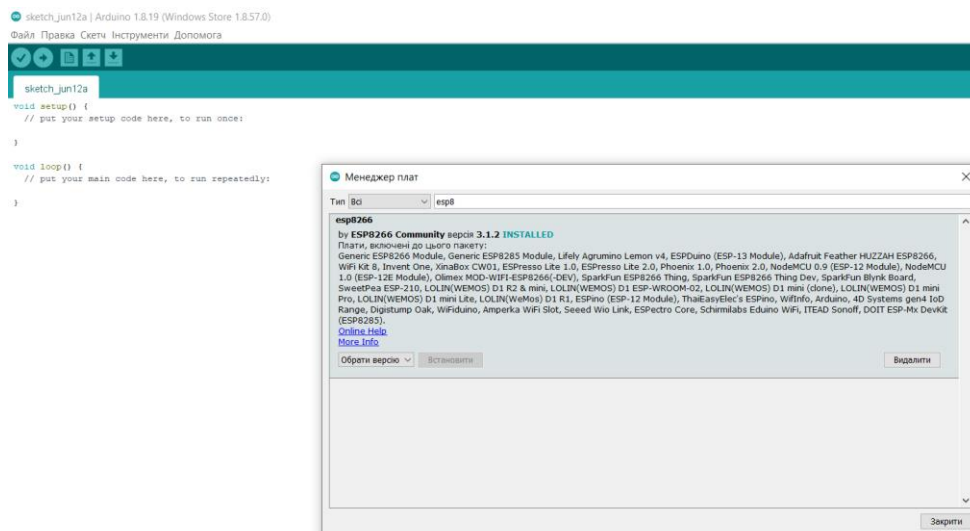 sketch_jun12a | Arduino 1.8.19 (Windows Store 1.8.57.0)
Файл Правка Скетч Інструменти Допомога
sketch_jun12a
void setup() {
// put your setup code here, to run once:
}
void loop() {
// put your main code here, to run repeatedly:
}
Менеджер плат
Тип Всі esp8
esp8266
by ESP8266 Community версія 3.1.2 INSTALLED
Плати, включені до цього пакету:
Generic ESP8266 Module, Generic ESP8285 Module, Lifely Agrumino Lemon v4, ESPDuino (ESP-13 Module), Adafruit Feather HUZZAH ESP8266,
WiFi Kit 8, Invent One, XinaBox CW01, ESPresso Lite 1.0, ESPresso Lite 2.0, Phoenix 1.0, Phoenix 2.0, NodeMCU 0.9 (ESP-12 Module), NodeMCU
1.0 (ESP-12E Module), Olimex MOD-WIFI-ESP8266(-DEV), SparkFun ESP8266 Thing, SparkFun ESP8266 Thing Dev, SparkFun Blynk Board,
SweetPea ESP-210, LOLIN(WEMOS) D1 R2 & mini, LOLIN(WEMOS) D1 ESP-WROOM-02, LOLIN(WEMOS) D1 mini (clone), LOLIN(WEMOS) D1 mini
Pro, LOLIN(WEMOS) D1 mini Lite, LOLIN(WeMos) D1 R1, ESPino (ESP-12 Module), ThaiEasyElec's ESPino, WifInfo, Arduino, 4D Systems gen4 IoD
Range, Digistump Oak, WiFiduino, Amperka WiFi Slot, Seeed Wio Link, ESPectro Core, Schirmilabs Eduino WiFi, ITEAD Sonoff, DOIT ESP-Mx DevKit
(ESP8285).
Online Help
More Info
Обрати версію Встановити Видалити
Закрити